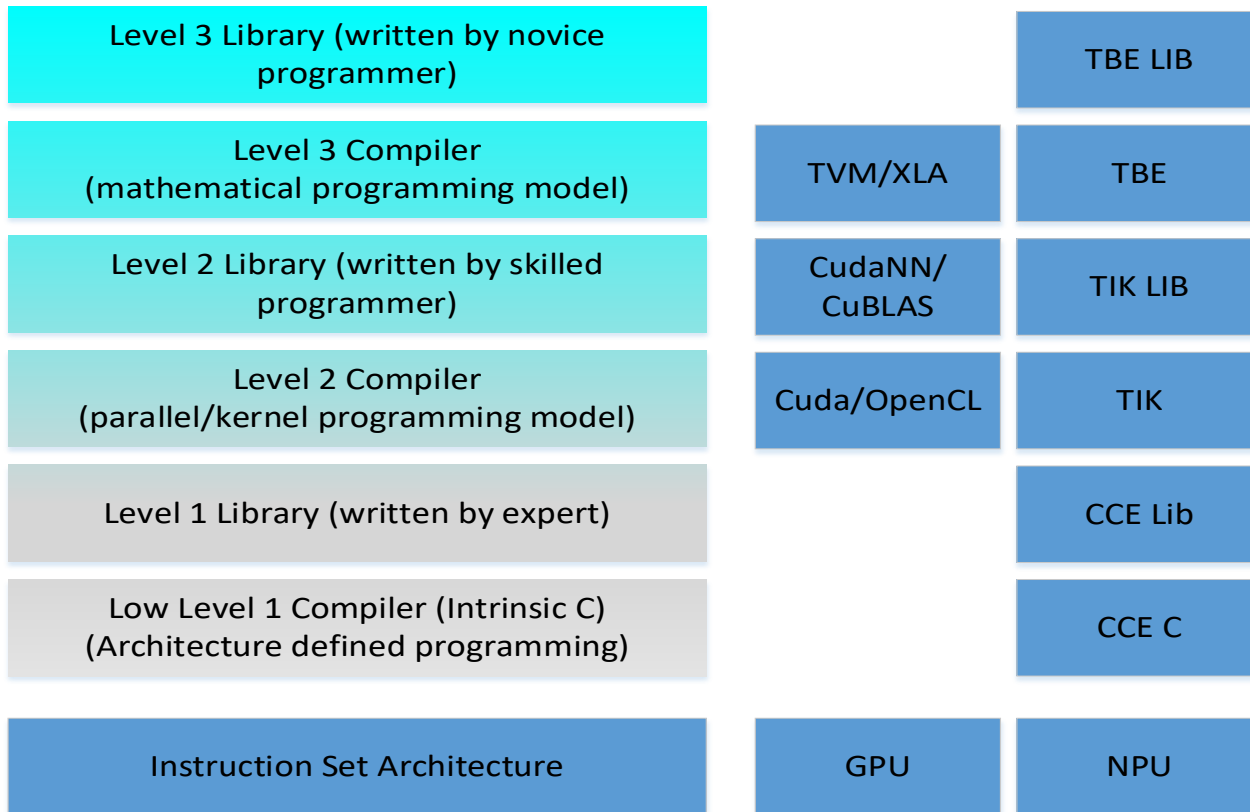 Level 3 Library (written by novice
programmer)
TBE LIB
Level 3 Compiler
(mathematical programming model)
TVM/XLA
TBE
Level 2 Library (written by skilled
programmer)
CudaNN/
CuBLAS
TIK LIB
Level 2 Compiler
(parallel/kernel programming model)
Cuda/OpenCL
TIK
Level 1 Library (written by expert)
CCE Lib
Low Level 1 Compiler (Intrinsic C)
(Architecture defined programming)
CCE C
Instruction Set Architecture
GPU
NPU